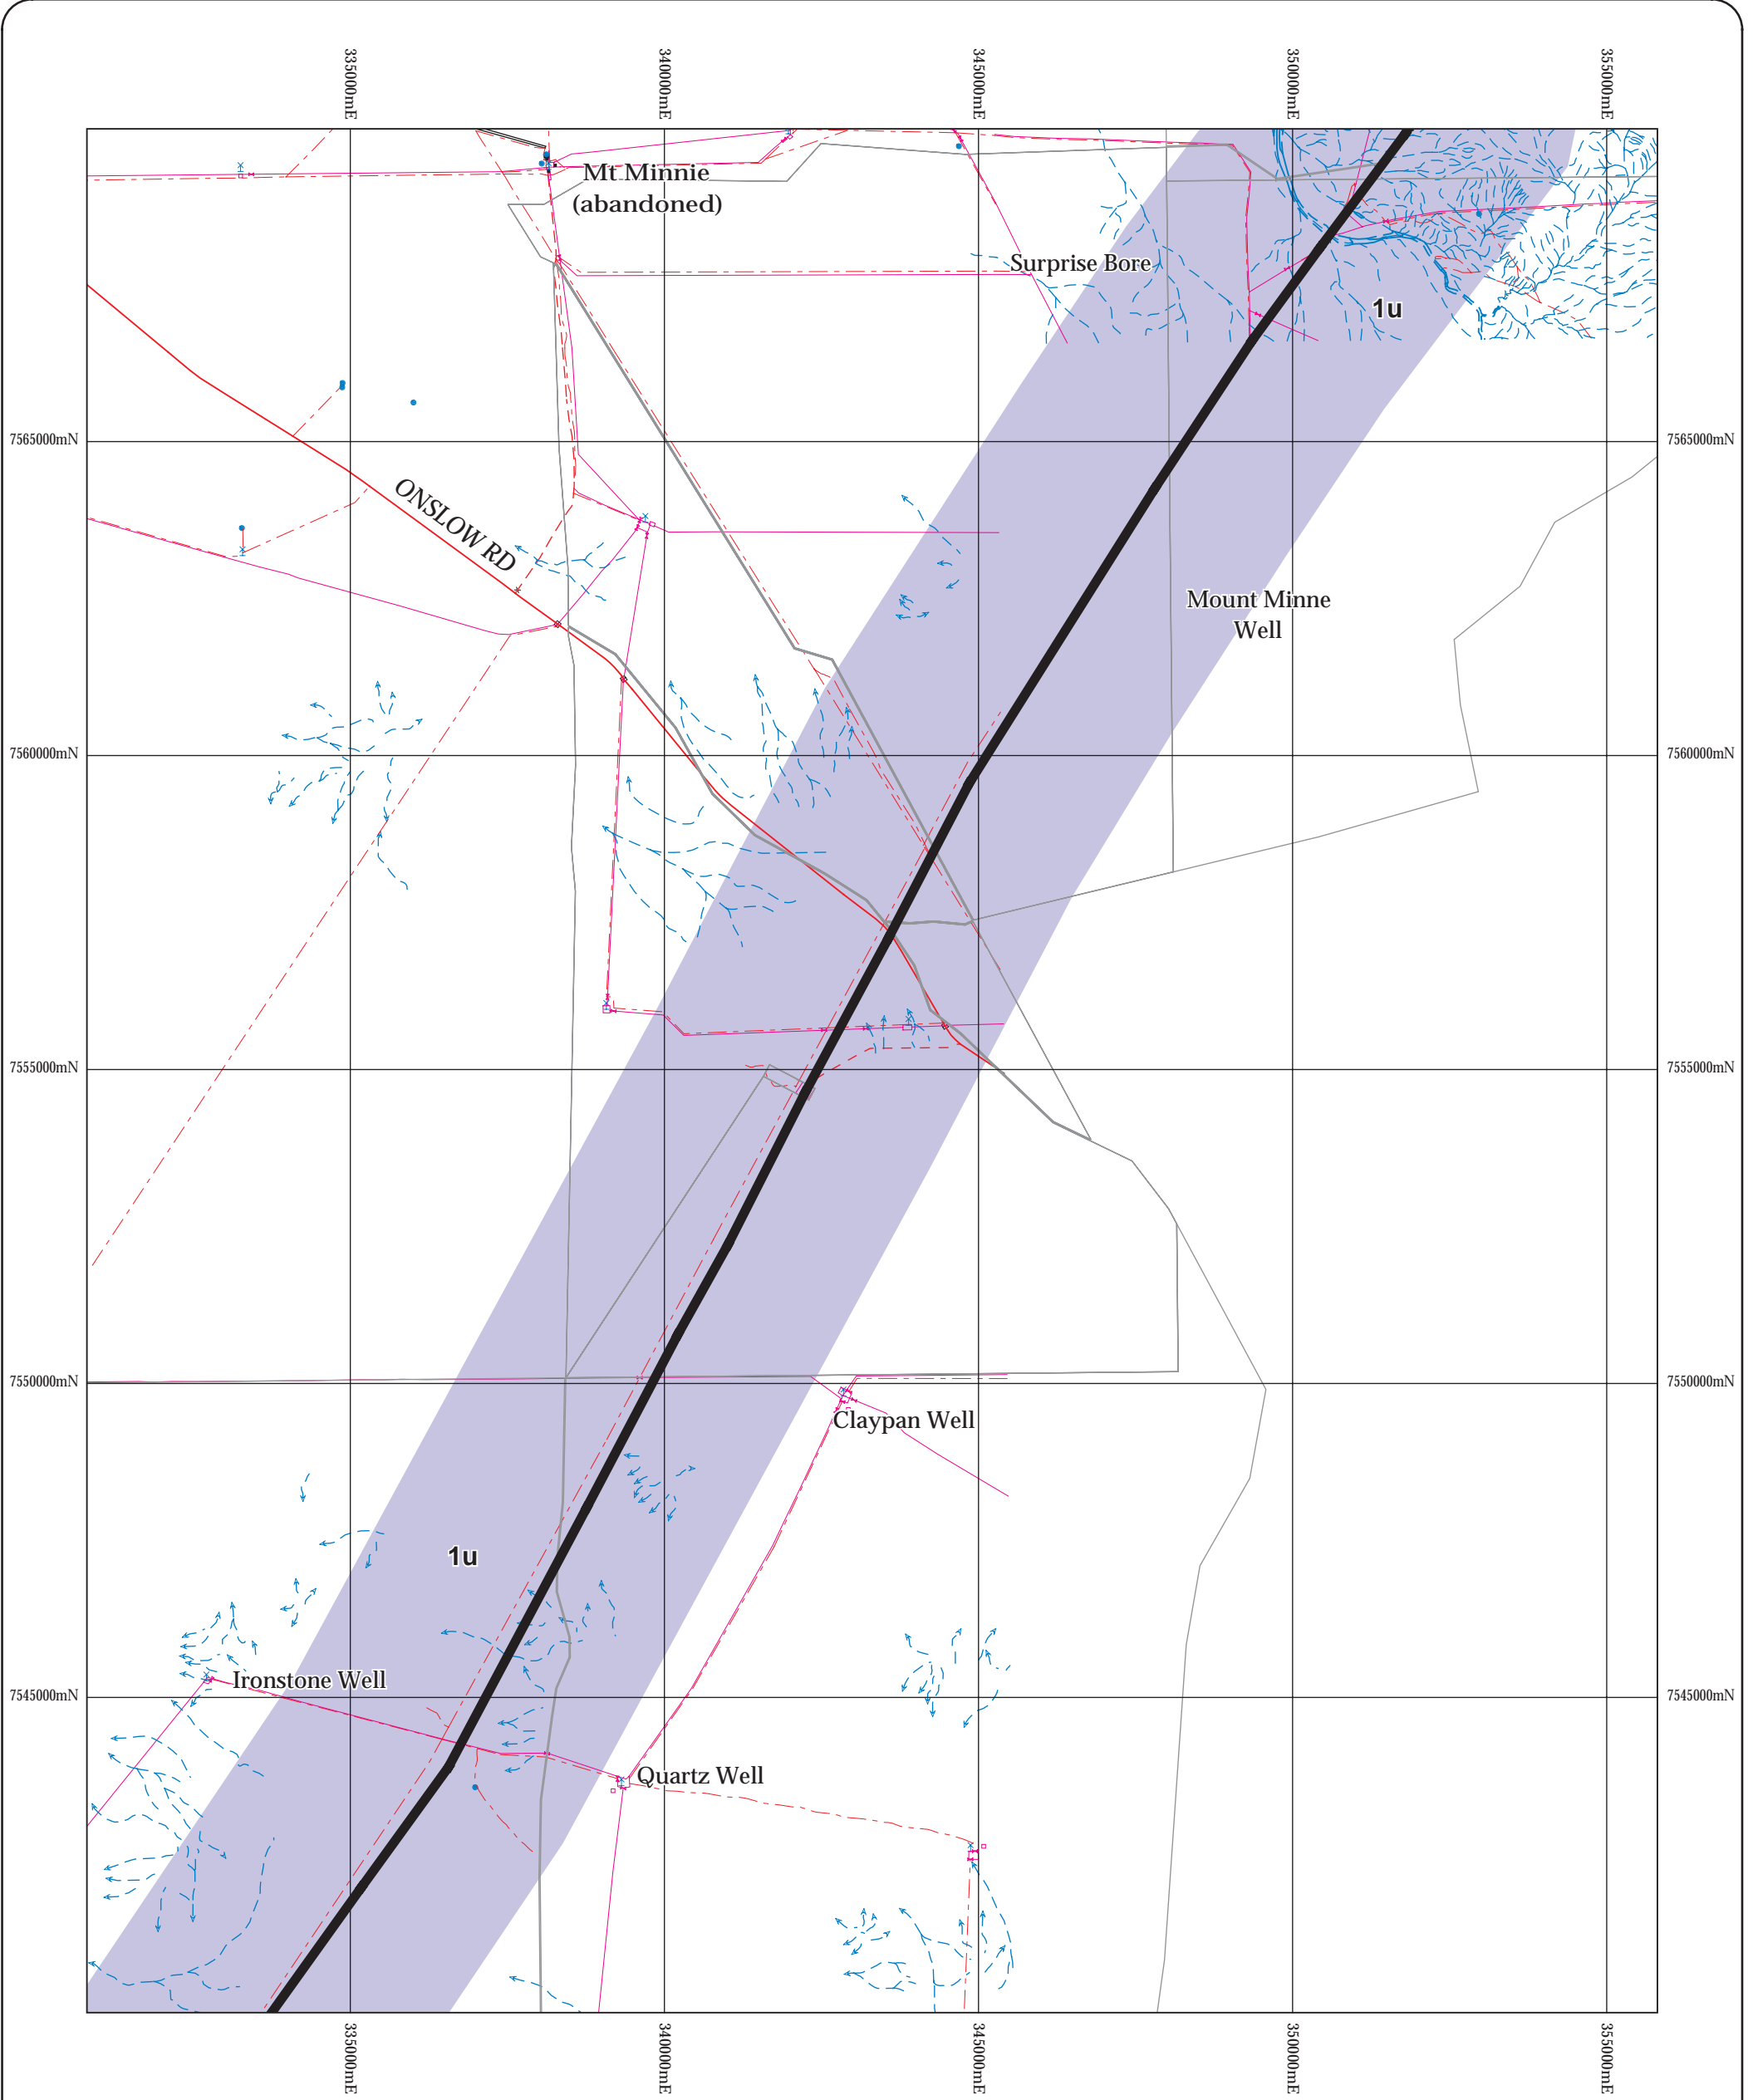 335000mE
340000mE
345000mE
350000mE
355000mE
Mt Minnie
(abandoned)
Surprise Bore
1u
7565000mN
7565000mN
ONSLOW RD
Mount Minne
Well
7560000mN
7560000mN
7555000mN
7555000mN
7550000mN
7550000mN
Claypan Well
1u
Ironstone Well
7545000mN
7545000mN
Quartz Well
335000mE
340000mE
345000mE
350000mE
355000mE